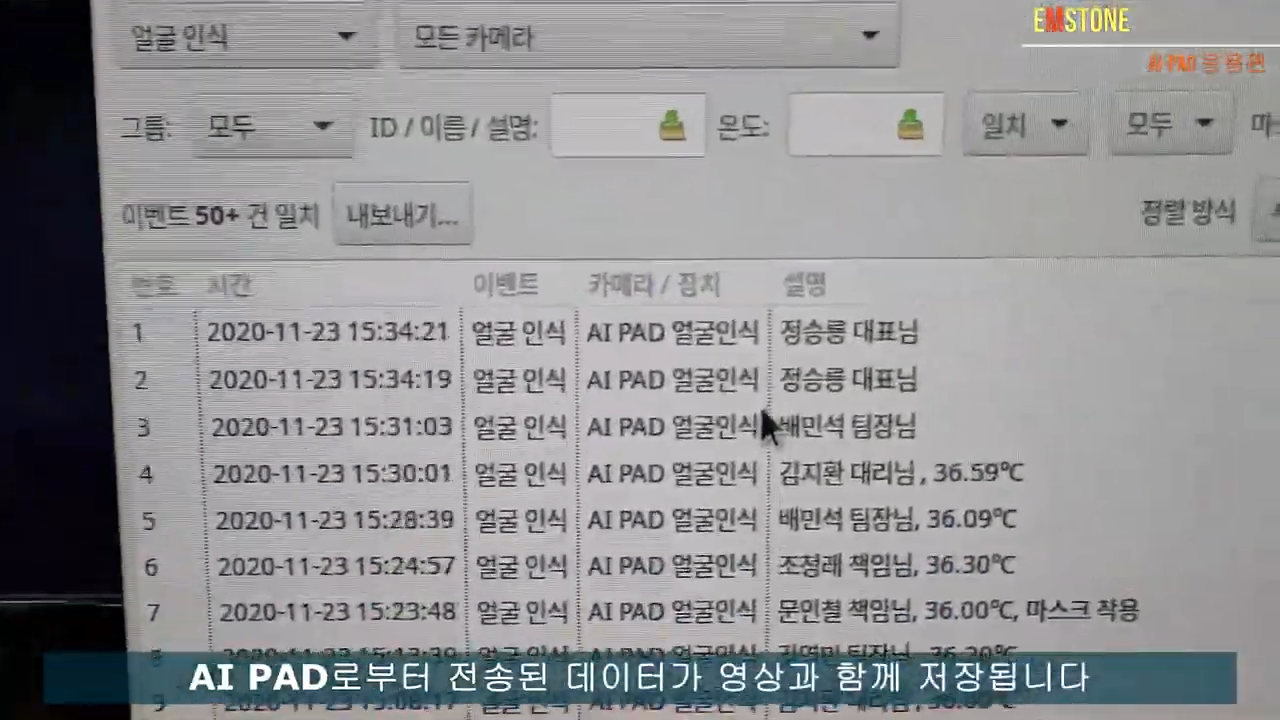 EMSTONE
AI PAD 응용편
얼굴 인식 모든 카메라
그룹: 모두 ID / 이름 / 설명: 온도: 일치 모두
이벤트 50+ 건 일치 내보내기... 정렬 방식
번호 시간 이벤트 카메라 / 장치 설명
1 2020-11-23 15:34:21 얼굴 인식 AI PAD 얼굴인식 정승룡 대표님
2 2020-11-23 15:34:19 얼굴 인식 AI PAD 얼굴인식 정승룡 대표님
3 2020-11-23 15:31:03 얼굴 인식 AI PAD 얼굴인식 배민석 팀장님
4 2020-11-23 15:30:01 얼굴 인식 AI PAD 얼굴인식 김지환 대리님 , 36.59℃
5 2020-11-23 15:28:39 얼굴 인식 AI PAD 얼굴인식 배민석 팀장님, 36.09℃
6 2020-11-23 15:24:57 얼굴 인식 AI PAD 얼굴인식 조정래 책임님, 36.30℃
7 2020-11-23 15:23:48 얼굴 인식 AI PAD 얼굴인식 문인철 책임님, 36.00℃, 마스크 착용
8
AI PAD로부터 전송된 데이터가 영상과 함께 저장됩니다
9